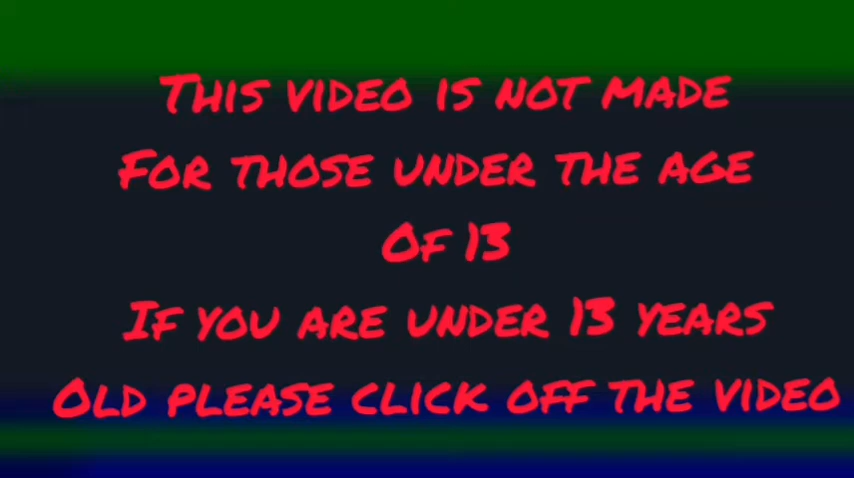 This video is not made
For those under the age
Of 13
If you are under 13 years
Old please click off the video